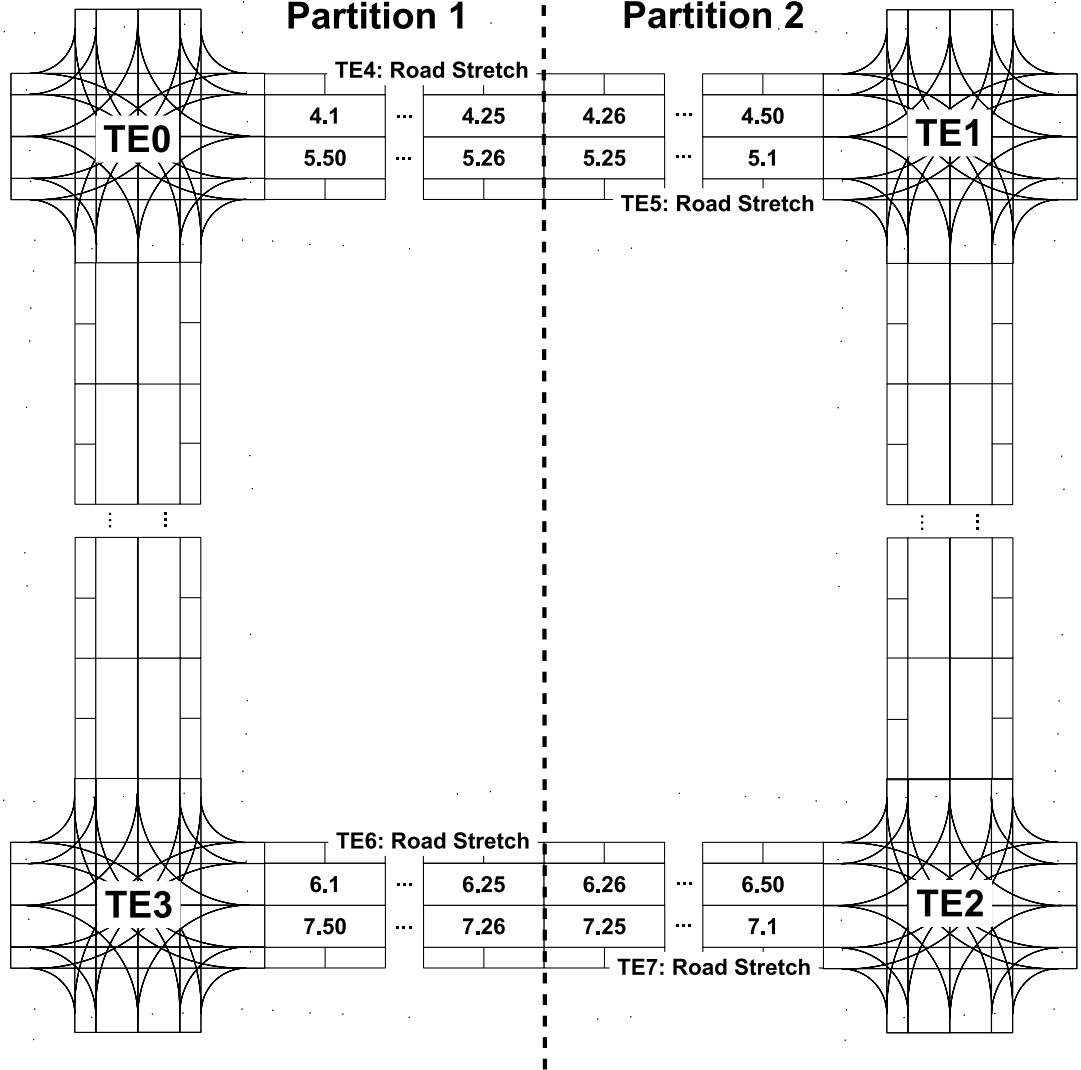 Partition 1 Partition 2
TE4: Road Stretch
4.1 ... 4.25 4.26 ... 4.50
TE0 TE1
5.50 ... 5.26 5.25 ... 5.1
TE5: Road Stretch
... ... ... ...
TE6: Road Stretch
6.1 ... 6.25 6.26 ... 6.50
TE3 TE2
7.50 ... 7.26 7.25 ... 7.1
TE7: Road Stretch